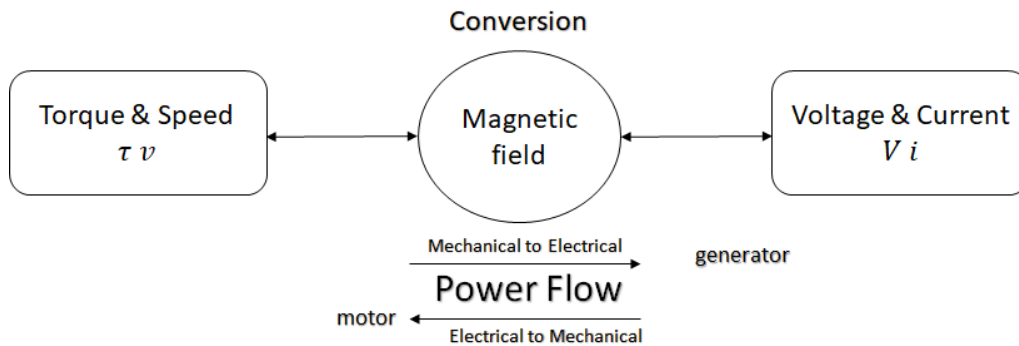 Conversion
Torque & Speed
τ v
Magnetic
field
Voltage & Current
V i
Mechanical to Electrical
generator
Power Flow
motor
Electrical to Mechanical